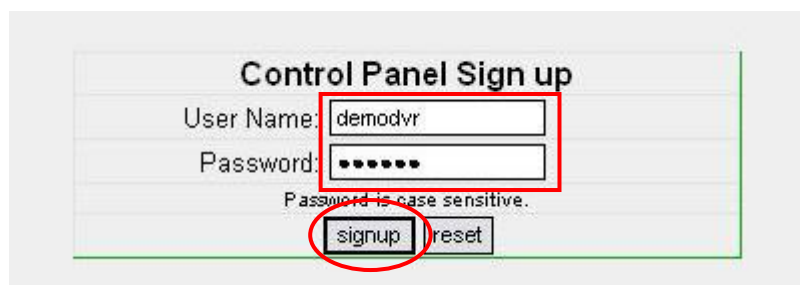 Control Panel Sign up
User Name: demodvr
Password: ●●●●●●
Password is case sensitive.
signup reset